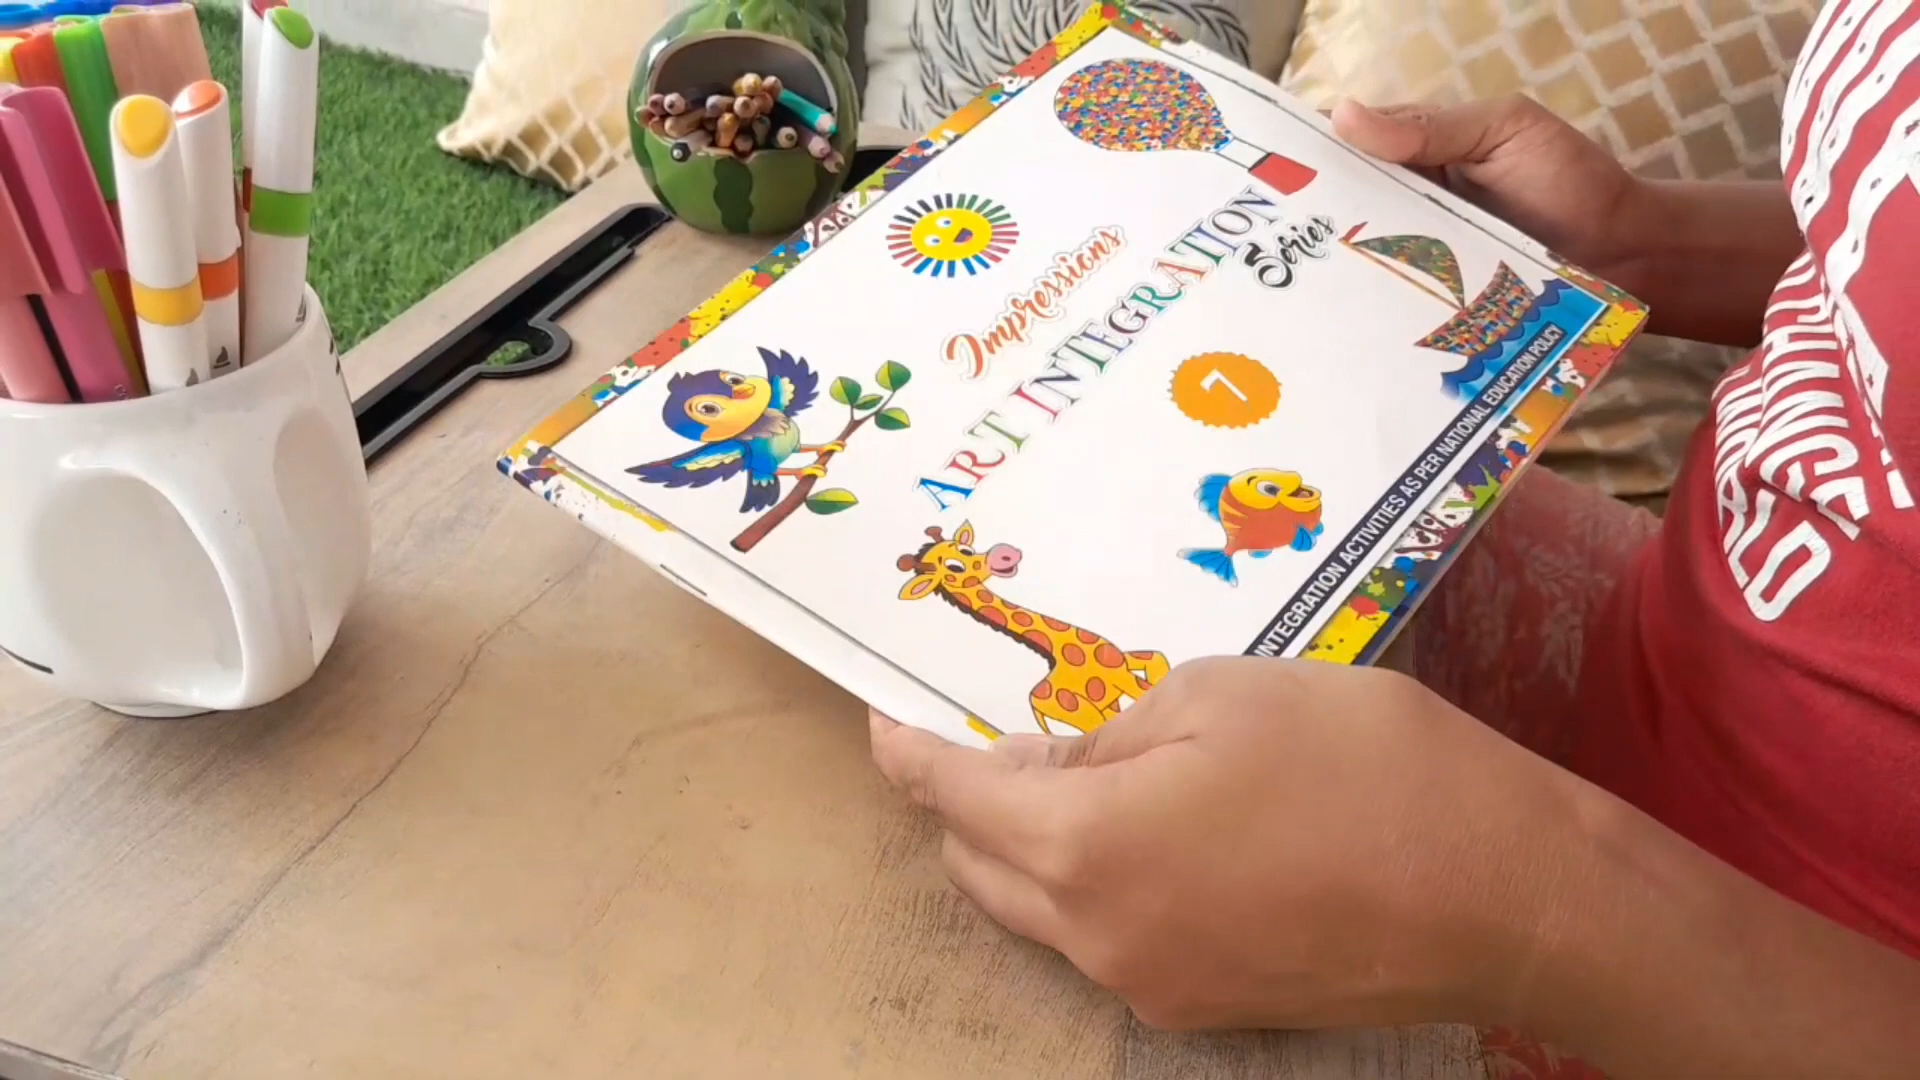 Impressions
ART INTEGRATION
Series
7
INTEGRATION ACTIVITIES AS PER NATIONAL EDUCATION POLICY